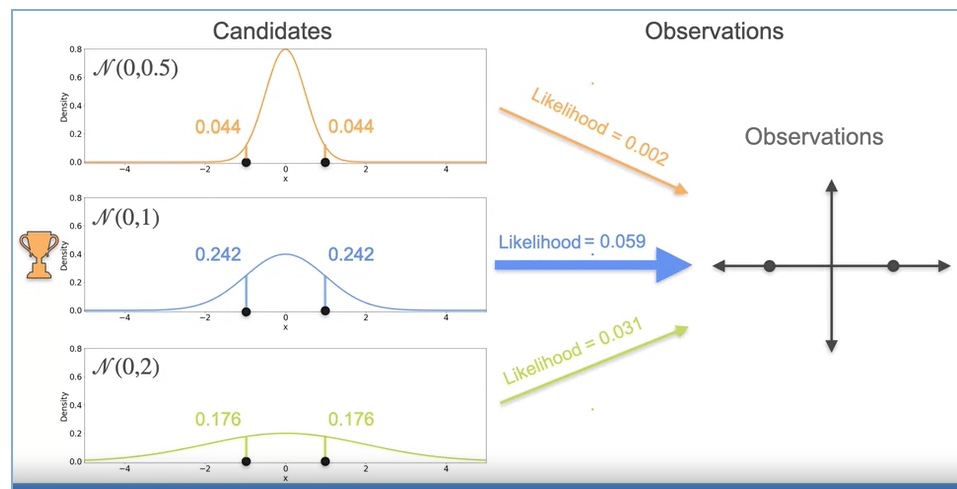 Candidates
Observations
0.8
0.6
0.4
0.2
0.0
Density
𝒩(0,0.5)
0.044
0.044
−4
−2
0
2
4
x
Likelihood = 0.002
Observations
0.8
0.6
0.4
0.2
0.0
Density
𝒩(0,1)
0.242
0.242
−4
−2
0
2
4
x
Likelihood = 0.059
0.8
0.6
0.4
0.2
0.0
Density
𝒩(0,2)
0.176
0.176
−4
−2
0
2
4
x
Likelihood = 0.031